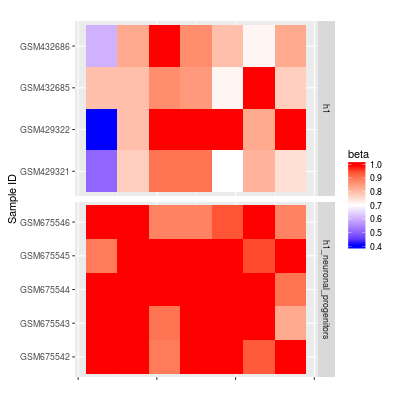 Sample ID
GSM432686
GSM432685
GSM429322
GSM429321
h1
GSM675546
GSM675545
GSM675544
GSM675543
GSM675542
h1_neuronal_progenitors
beta
1.0
0.9
0.8
0.7
0.6
0.5
0.4